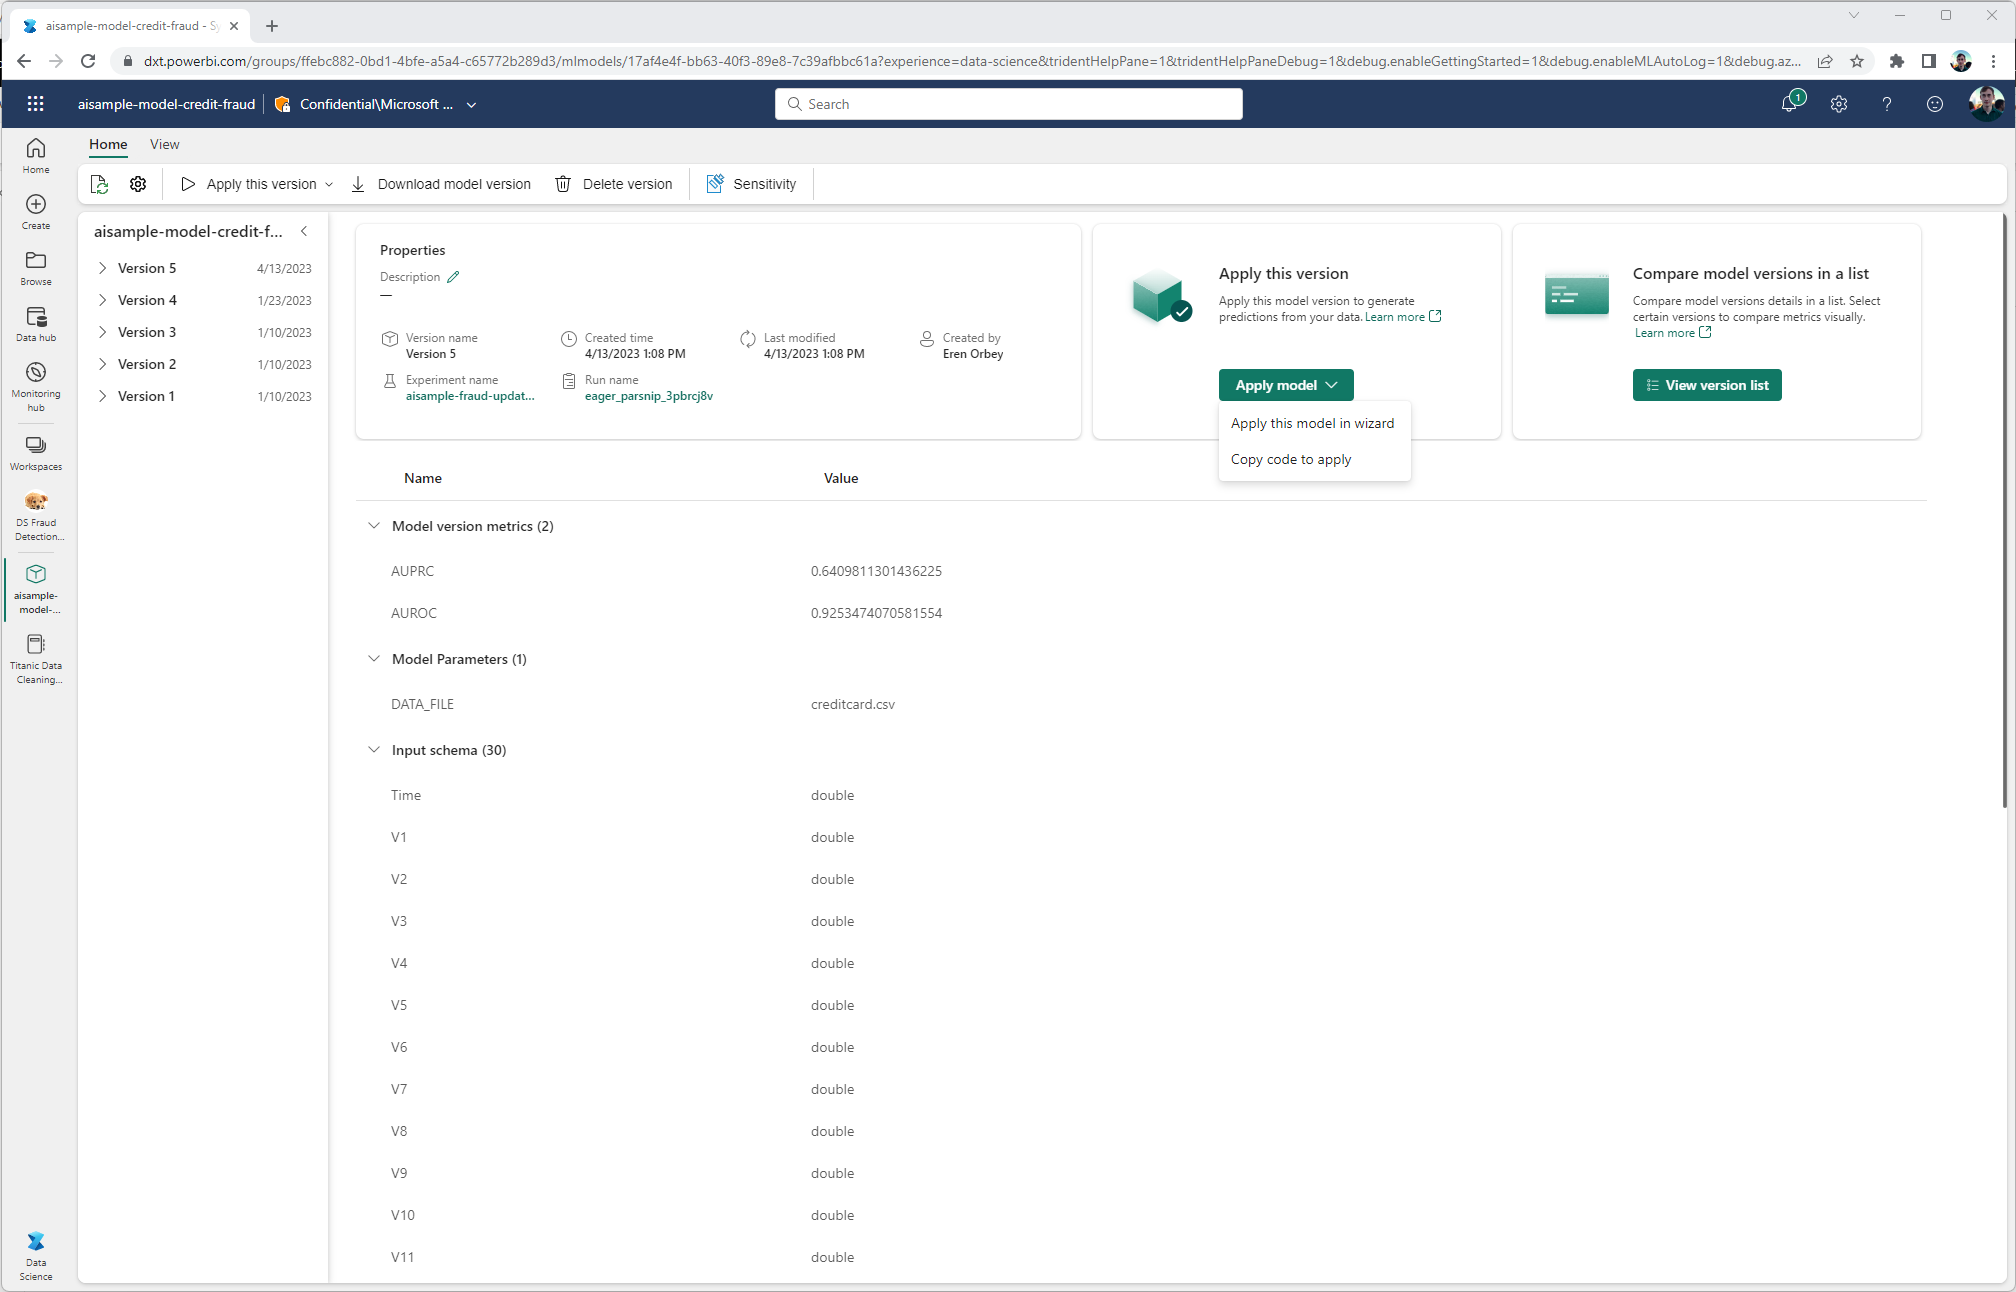 aisample-model-credit-fraud - Sy
dxt.powerbi.com/groups/ffebc882-0bd1-4bfe-a5a4-c65772b289d3/mlmodels/17af4e4f-bb63-40f3-89e8-7c39afbbc61a?experience=data-science&tridentHelpPane=1&tridentHelpPaneDebug=1&debug.enableGettingStarted=1&debug.enableMLAutoLog=1&debug.az...
aisample-model-credit-fraud
Confidential\Microsoft ...
Search
1
Home
View
Apply this version
Download model version
Delete version
Sensitivity
Home
Create
Browse
Data hub
Monitoring
hub
Workspaces
DS Fraud
Detection...
aisample-
model-...
Titanic Data
Cleaning...
Data
Science
aisample-model-credit-f...
Version 5 4/13/2023
Version 4 1/23/2023
Version 3 1/10/2023
Version 2 1/10/2023
Version 1 1/10/2023
Properties
Description
—
Version name
Version 5
Created time
4/13/2023 1:08 PM
Last modified
4/13/2023 1:08 PM
Created by
Eren Orbey
Experiment name
aisample-fraud-updat...
Run name
eager_parsnip_3pbrcj8v
Apply this version
Apply this model version to generate
predictions from your data. Learn more
Apply model
Apply this model in wizard
Copy code to apply
Compare model versions in a list
Compare model versions details in a list. Select
certain versions to compare metrics visually.
Learn more
View version list
Name Value
Model version metrics (2)
AUPRC 0.6409811301436225
AUROC 0.9253474070581554
Model Parameters (1)
DATA_FILE creditcard.csv
Input schema (30)
Time double
V1 double
V2 double
V3 double
V4 double
V5 double
V6 double
V7 double
V8 double
V9 double
V10 double
V11 double